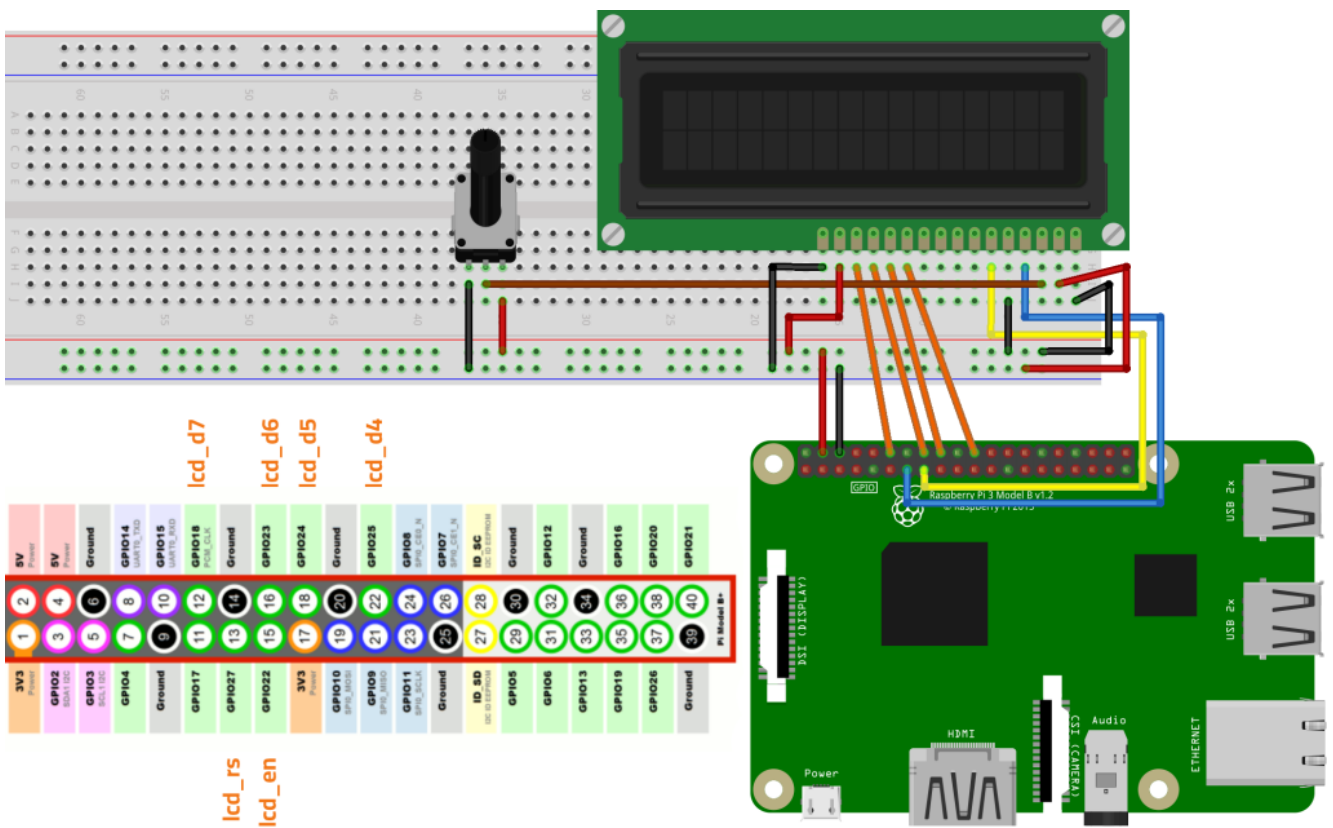 60 55 50 45 40 35 30
A
B
C
D
E
F
G
H
I
J
60 55 50 45 40 35 30 25 20
lcd_d7
lcd_d6
lcd_d5
lcd_d4
GPIO
Raspberry Pi 3 Model B v1.2
© Raspberry Pi 2015
USB 2x
USB 2x
ETHERNET
DSI (DISPLAY)
CSI (CAMERA)
Audio
HDMI
Power
5V Power
5V Power
Ground
GPIO14 UART0_TXD
GPIO15 UART0_RXD
GPIO18 PCM_CLK
Ground
GPIO23
GPIO24
Ground
GPIO25
GPIO8 SPI0_CE0_N
GPIO7 SPI0_CE1_N
ID_SC I2C ID EEPROM
Ground
GPIO12
Ground
GPIO16
GPIO20
GPIO21
2 4 6 8 10 12 14 16 18 20 22 24 26 28 30 32 34 36 38 40
1 3 5 7 9 11 13 15 17 19 21 23 25 27 29 31 33 35 37 39
Pi Model B+
3V3 Power
GPIO2 SDA1 I2C
GPIO3 SCL1 I2C
GPIO4
Ground
GPIO17
GPIO27
GPIO22
3V3 Power
GPIO10 SPI0_MOSI
GPIO9 SPI0_MISO
GPIO11 SPI0_SCLK
Ground
ID_SD I2C ID EEPROM
GPIO5
GPIO6
GPIO13
GPIO19
GPIO26
Ground
lcd_rs
lcd_en